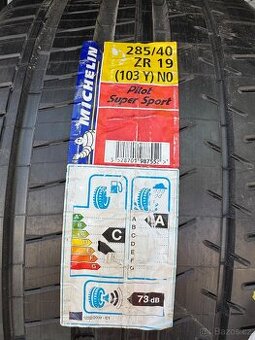 MICHELIN
285/40
ZR 19
(103 Y) N0
Pilot
Super Sport
A
B
C
D
E
F
G
C
A
A
B
C
D
E
F
G
73 dB